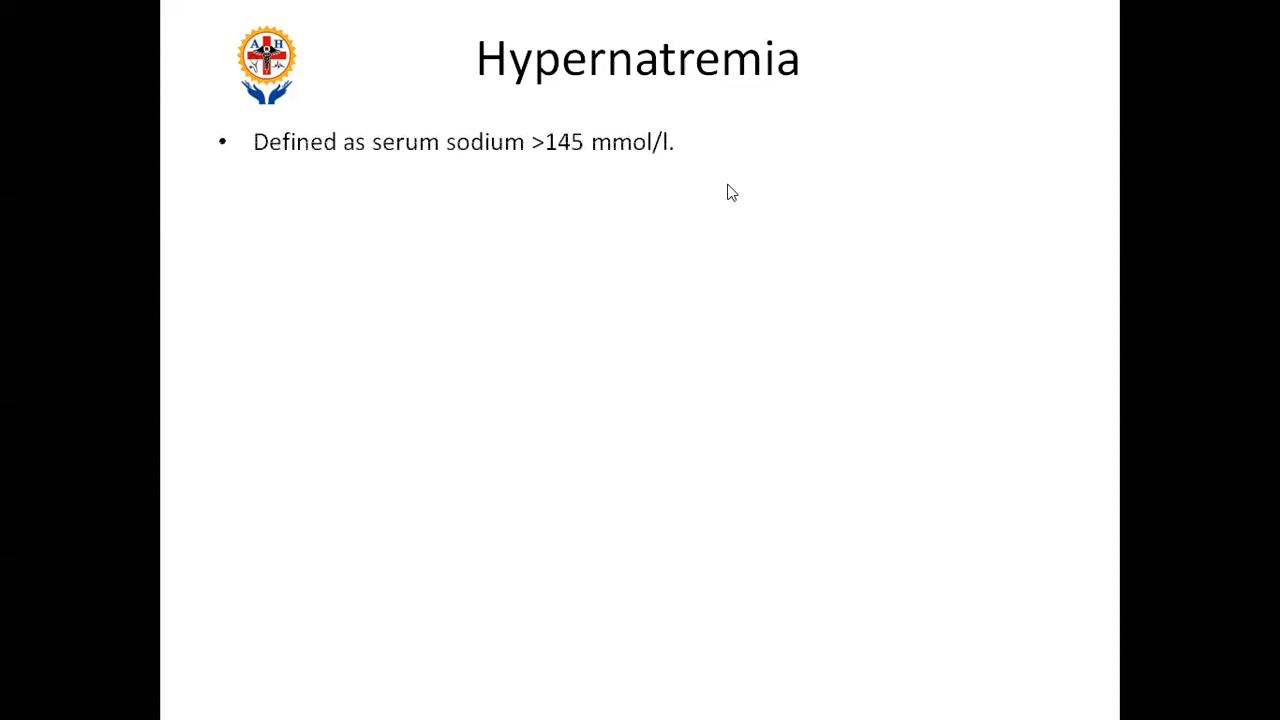 A H
Hypernatremia
• Defined as serum sodium >145 mmol/l.